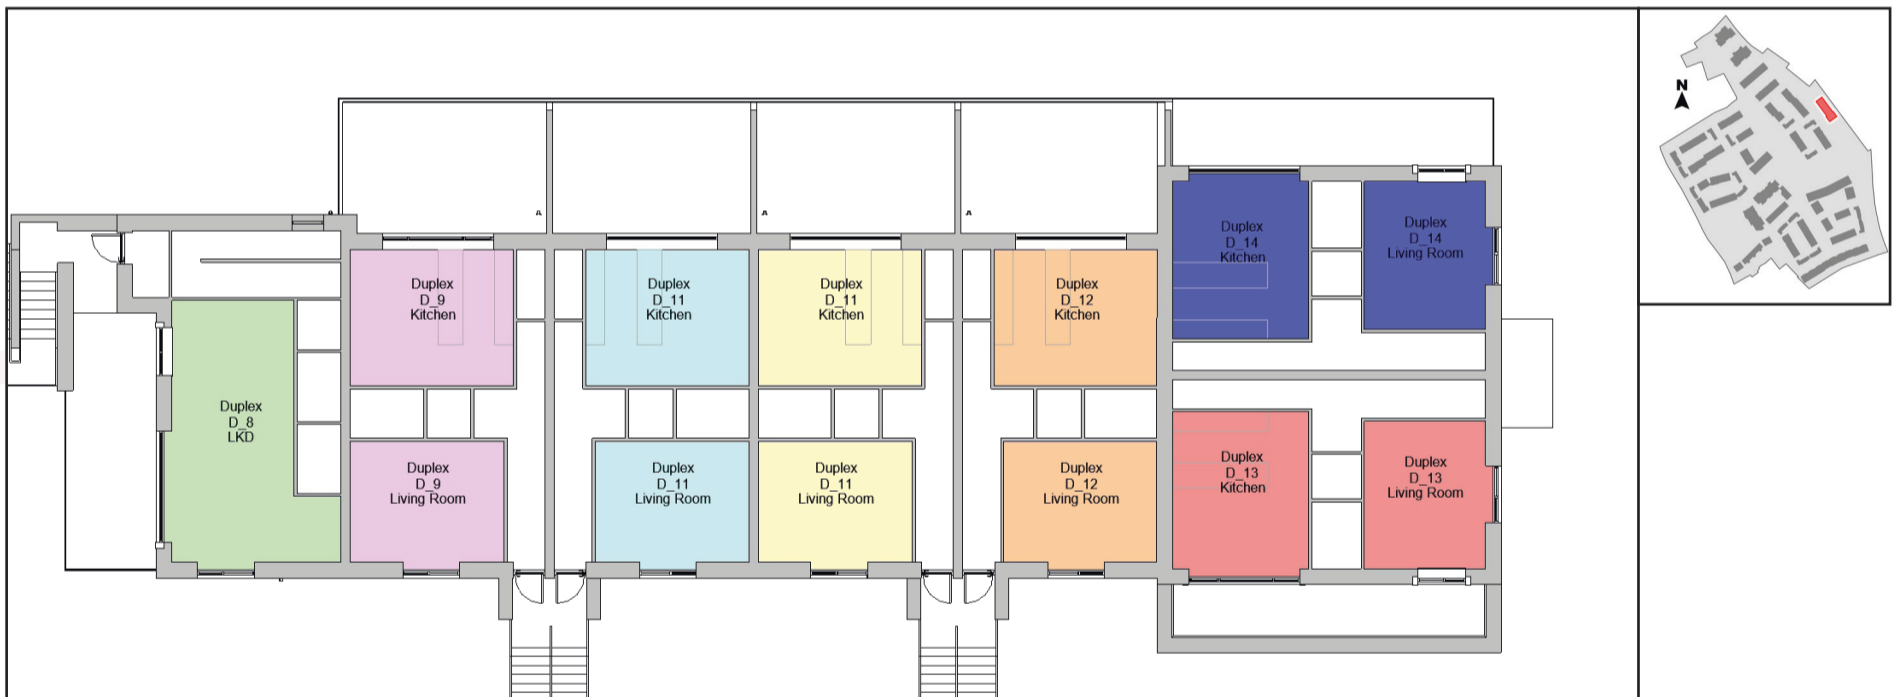 N
Duplex
D_14
Kitchen
Duplex
D_14
Living Room
Duplex
D_9
Kitchen
Duplex
D_11
Kitchen
Duplex
D_11
Kitchen
Duplex
D_12
Kitchen
Duplex
D_8
LKD
Duplex
D_9
Living Room
Duplex
D_11
Living Room
Duplex
D_11
Living Room
Duplex
D_12
Living Room
Duplex
D_13
Kitchen
Duplex
D_13
Living Room